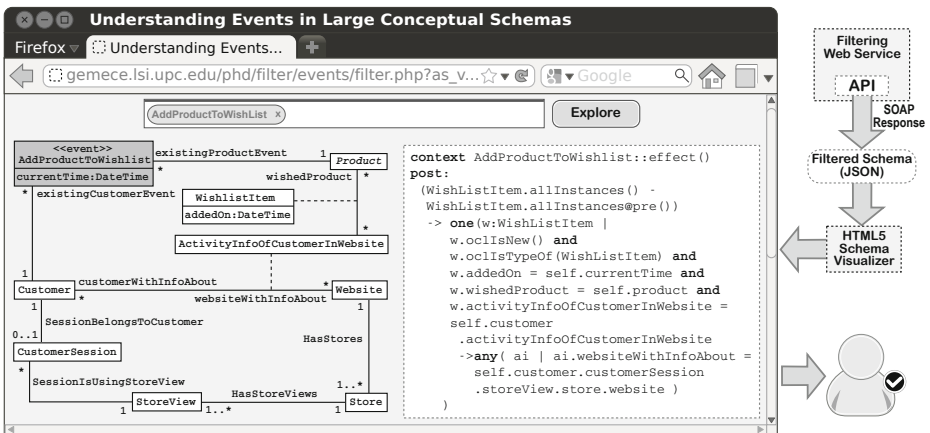 Understanding Events in Large Conceptual Schemas
Firefox
Understanding Events...
gemece.lsi.upc.edu/phd/filter/events/filter.php?as_v...
Google
AddProductToWishList ×
Explore
<<event>>
AddProductToWishlist
currentTime:DateTime
existingProductEvent
1
*
Product
wishedProduct
*
* existingCustomerEvent
WishlistItem
addedOn:DateTime
*
ActivityInfoOfCustomerInWebsite
1
Customer
customerWithInfoAbout
*
*
websiteWithInfoAbout
Website
1
1
SessionBelongsToCustomer
HasStores
0..1
CustomerSession
*
SessionIsUsingStoreView
1
StoreView
HasStoreViews
1..*
1..*
1
Store
context AddProductToWishlist::effect()
post:
(WishListItem.allInstances() -
WishListItem.allInstances@pre())
-> one(w:WishListItem |
w.oclIsNew() and
w.oclIsTypeOf(WishListItem) and
w.addedOn = self.currentTime and
w.wishedProduct = self.product and
w.activityInfoOfCustomerInWebsite =
self.customer
.activityInfoOfCustomerInWebsite
->any( ai | ai.websiteWithInfoAbout =
self.customer.customerSession
.storeView.store.website )
)
Filtering
Web Service
API
SOAP
Response
Filtered Schema
(JSON)
HTML5
Schema
Visualizer